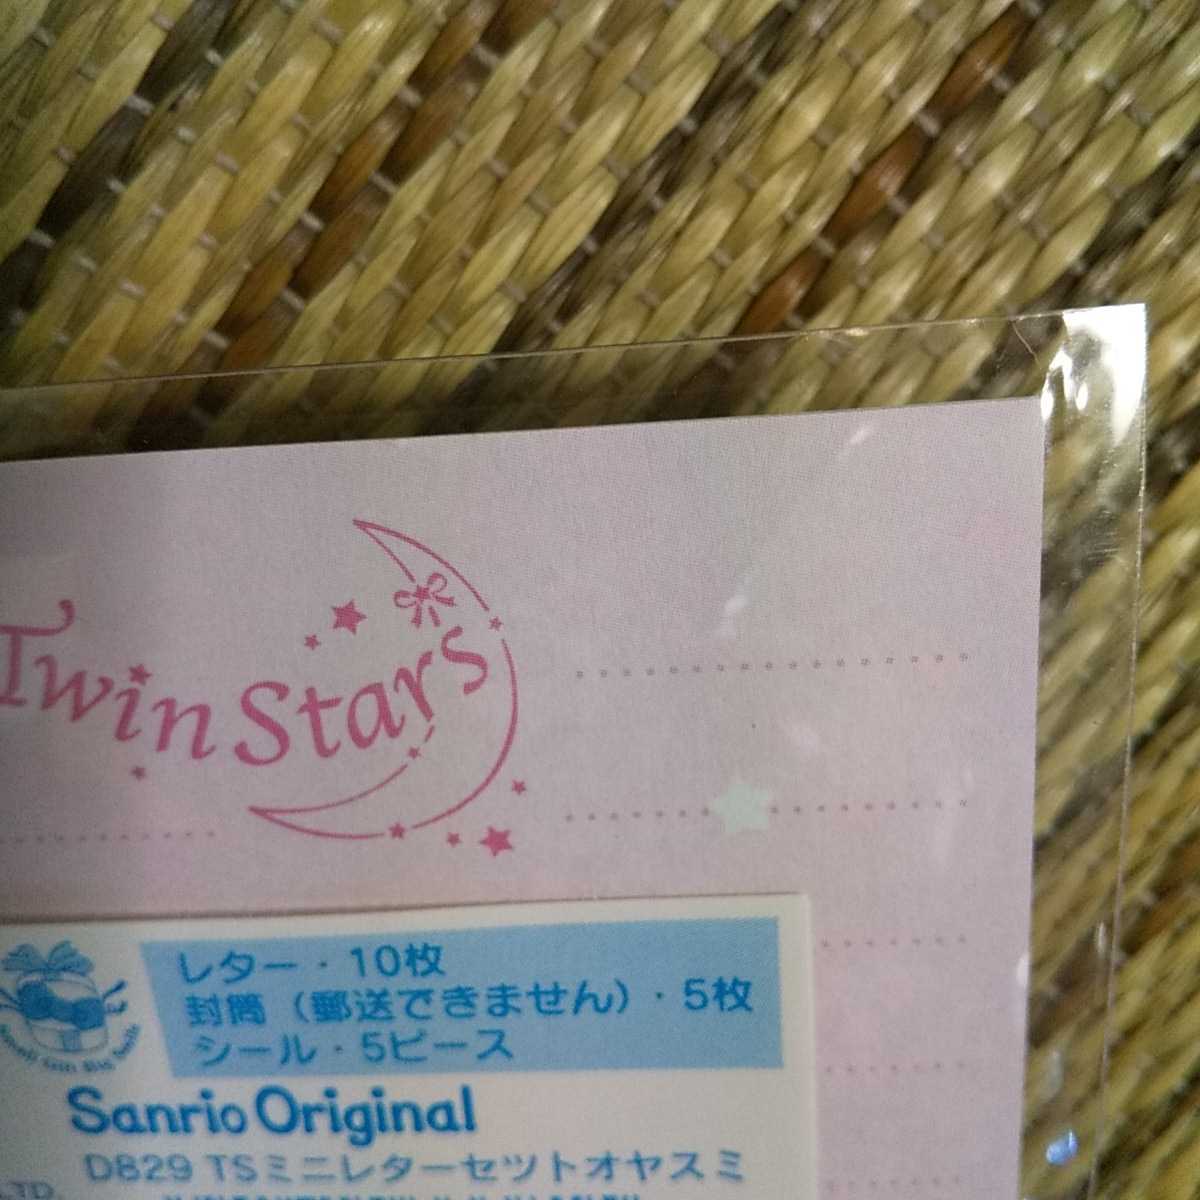 Twin Stars
レター・10枚
封筒（郵送できません）・5枚
シール・5ピース
Sanrio Original
D829 TSミニレターセットオヤスミ
LTD.